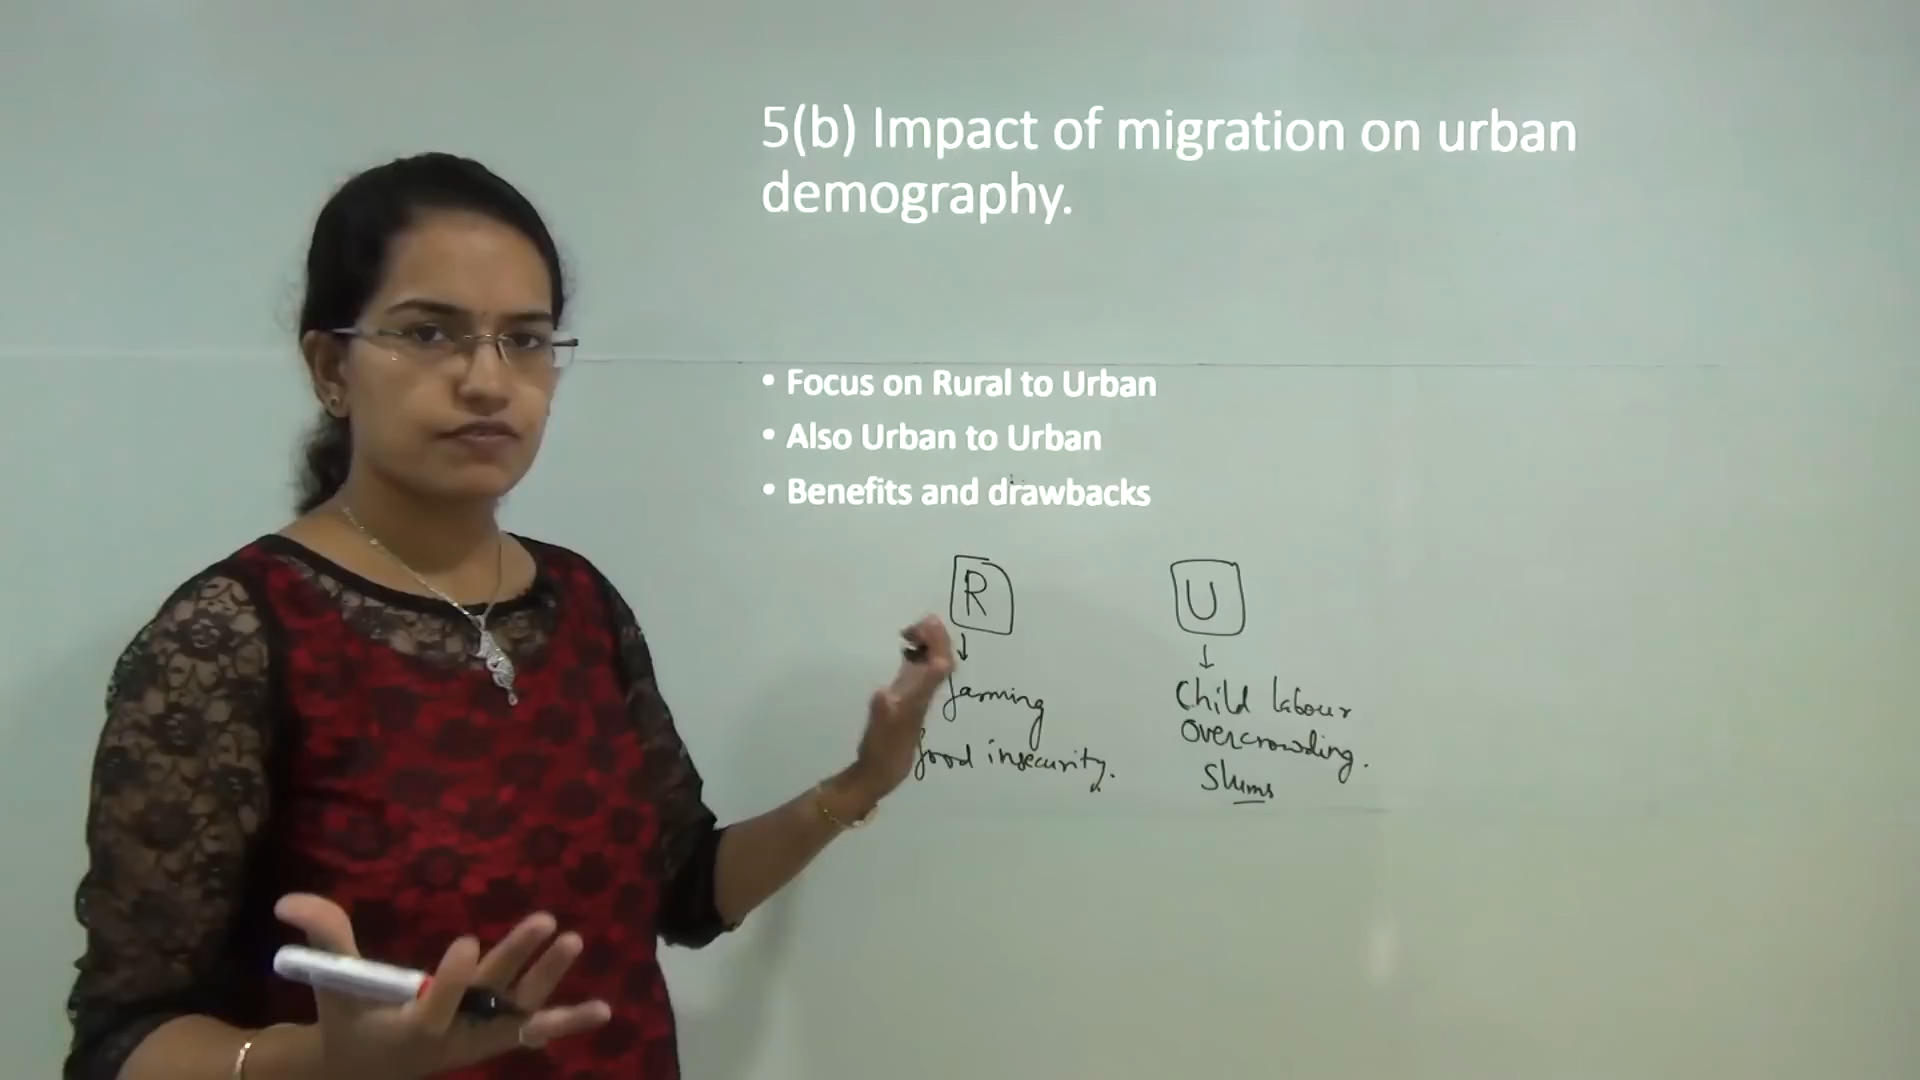 5(b) Impact of migration on urban
demography.
• Focus on Rural to Urban
• Also Urban to Urban
• Benefits and drawbacks
R
U
farming
food insecurity.
Child labour
overcrowding.
Slums